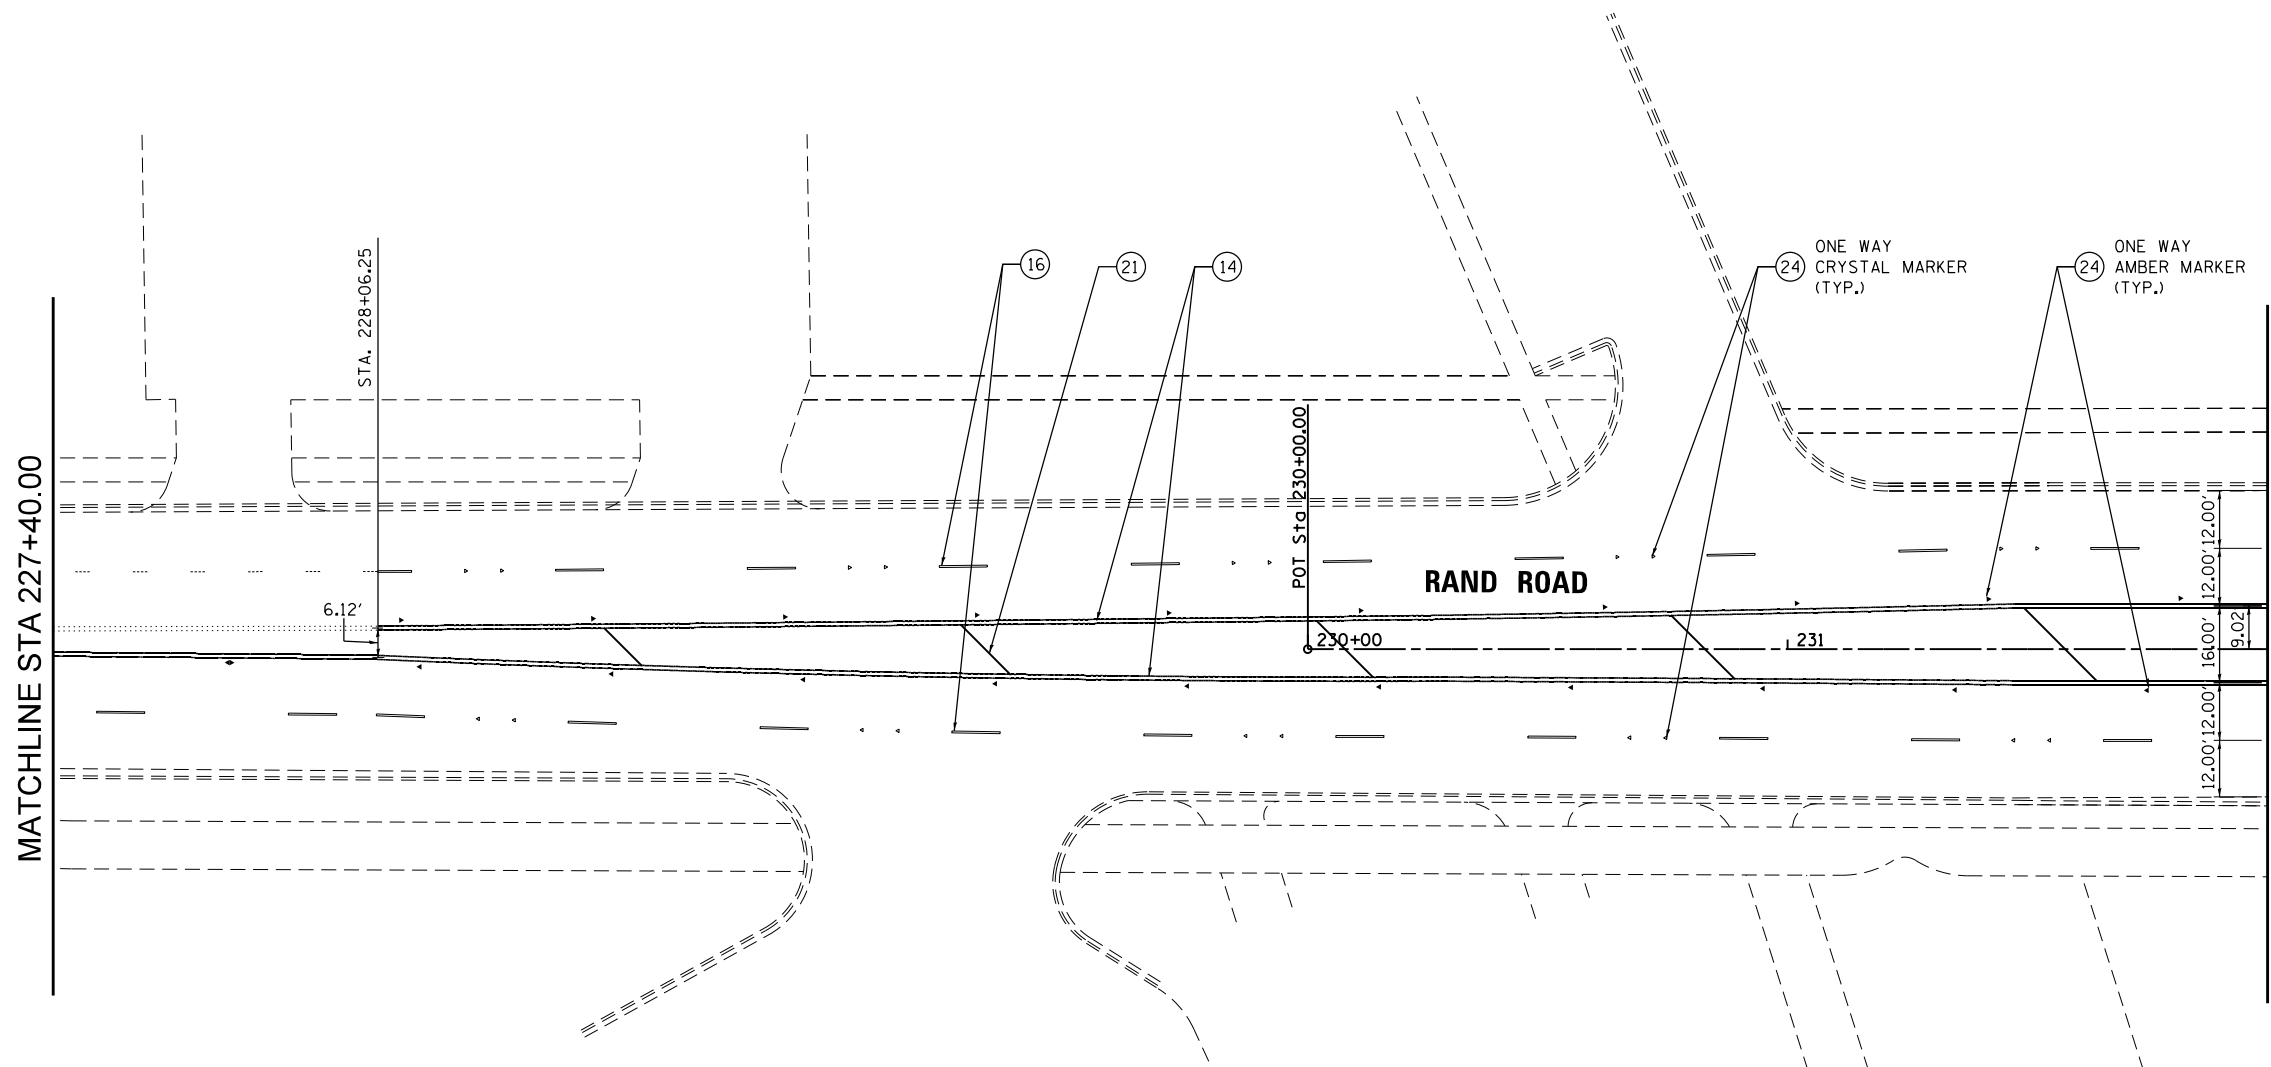 MATCHLINE STA 227+40.00
STA. 228+06.25
6.12'
16
21
14
24
ONE WAY
CRYSTAL MARKER
(TYP.)
24
ONE WAY
AMBER MARKER
(TYP.)
POT Sta 230+00.00
RAND ROAD
230+00
231
12.00'
12.00'
16.00'
9.02
12.00'
12.00'